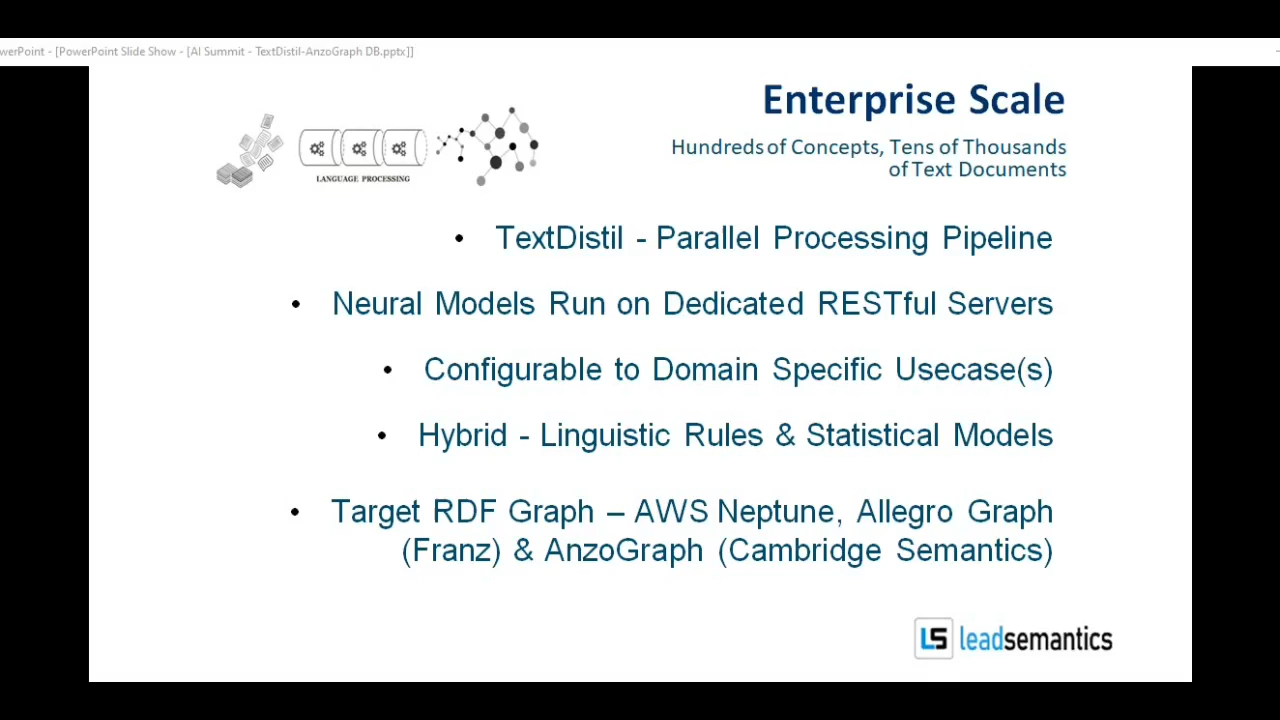 werPoint - [PowerPoint Slide Show - [AI Summit - TextDistil-AnzoGraph DB.pptx]]
Enterprise Scale
Hundreds of Concepts, Tens of Thousands
of Text Documents
LANGUAGE PROCESSING
• TextDistil - Parallel Processing Pipeline
• Neural Models Run on Dedicated RESTful Servers
• Configurable to Domain Specific Usecase(s)
• Hybrid - Linguistic Rules & Statistical Models
• Target RDF Graph – AWS Neptune, Allegro Graph
(Franz) & AnzoGraph (Cambridge Semantics)
LS leadsemantics